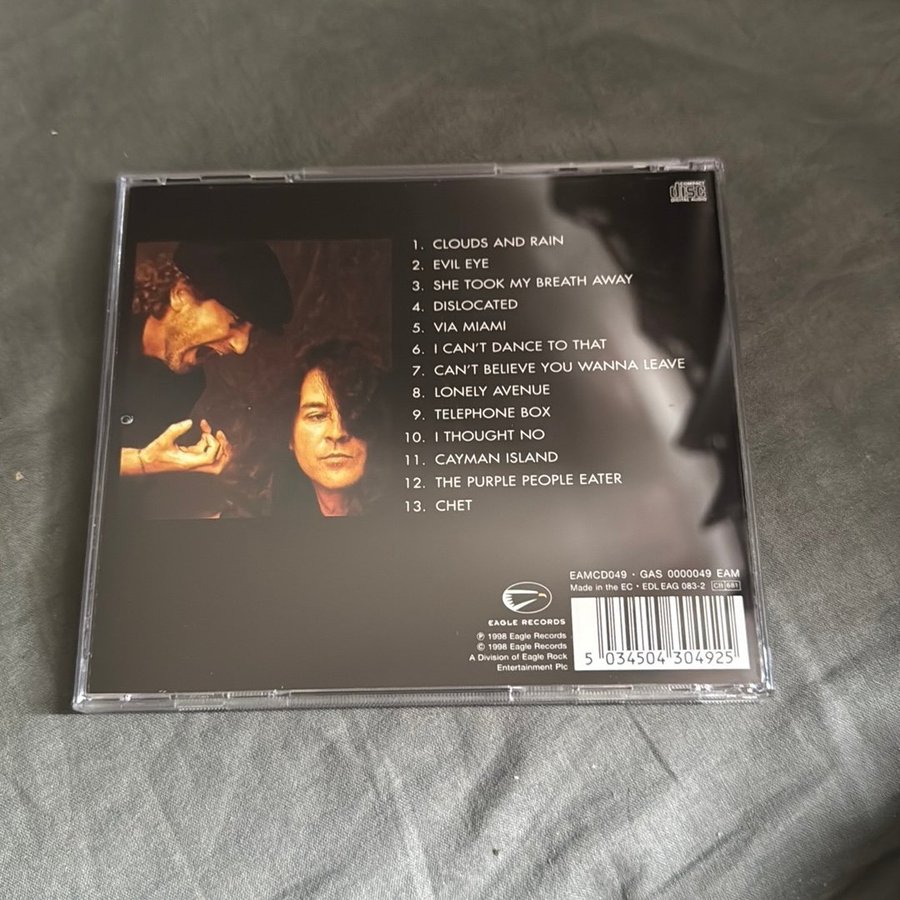 COMPACT
disc
DIGITAL AUDIO
1. CLOUDS AND RAIN
2. EVIL EYE
3. SHE TOOK MY BREATH AWAY
4. DISLOCATED
5. VIA MIAMI
6. I CAN'T DANCE TO THAT
7. CAN'T BELIEVE YOU WANNA LEAVE
8. LONELY AVENUE
9. TELEPHONE BOX
10. I THOUGHT NO
11. CAYMAN ISLAND
12. THE PURPLE PEOPLE EATER
13. CHET
EAMCD049 · GAS 0000049 EAM
Made in the EC · EDL EAG 083-2
EAGLE RECORDS
℗ 1998 Eagle Records
© 1998 Eagle Records
A Division of Eagle Rock
Entertainment Plc
5 034504 304925